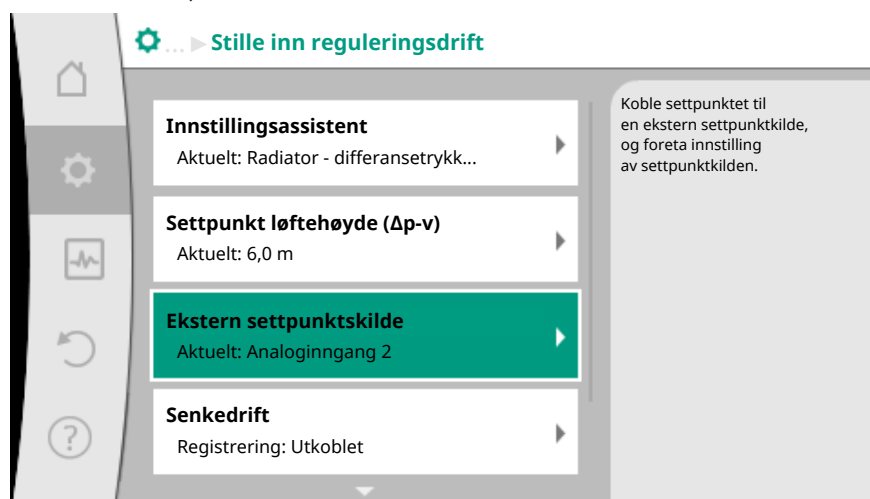 ... Stille inn reguleringsdrift
Innstillingsassistent
Aktuelt: Radiator - differansetrykk...
Settpunkt løftehøyde (Δp-v)
Aktuelt: 6,0 m
Ekstern settpunktskilde
Aktuelt: Analoginngang 2
Senkedrift
Registrering: Utkoblet
Koble settpunktet til
en ekstern settpunktkilde,
og foreta innstilling
av settpunktkilden.
?